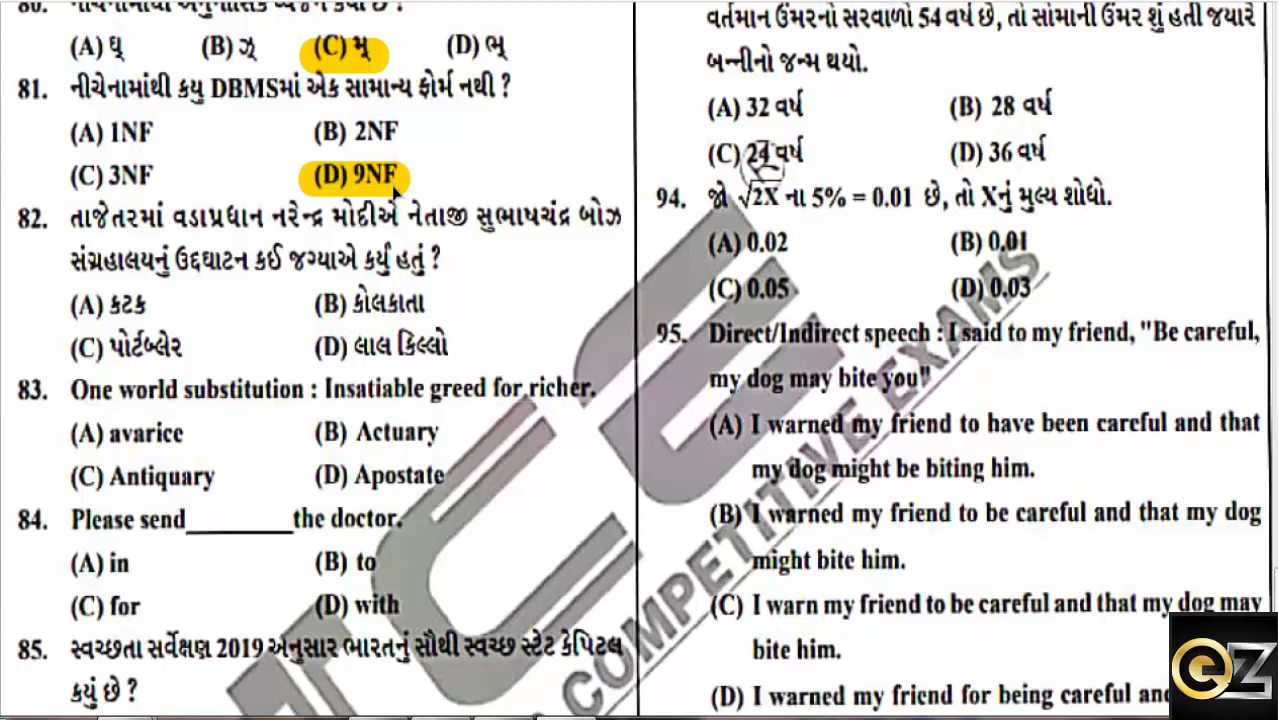 80. નીચેનામાંથી અનુનાસિક વ્યંજન કયો છે ?
(A) ઘ્ (B) ઝ્ (C) મ્ (D) ભ્
81. નીચેનામાંથી કયુ DBMSમાં એક સામાન્ય ફોર્મ નથી ?
(A) 1NF (B) 2NF
(C) 3NF (D) 9NF
82. તાજેતરમાં વડાપ્રધાન નરેન્દ્ર મોદીએ નેતાજી સુભાષચંદ્ર બોઝ
સંગ્રહાલયનું ઉદ્દઘાટન કઈ જગ્યાએ કર્યું હતું ?
(A) કટક (B) કોલકાતા
(C) પોર્ટબ્લેર (D) લાલ કિલ્લો
83. One world substitution : Insatiable greed for richer.
(A) avarice (B) Actuary
(C) Antiquary (D) Apostate
84. Please send________the doctor.
(A) in (B) to
(C) for (D) with
85. સ્વચ્છતા સર્વેક્ષણ 2019 અનુસાર ભારતનું સૌથી સ્વચ્છ સ્ટેટ કેપિટલ
કયું છે ?
વર્તમાન ઉંમરનો સરવાળો 54 વર્ષ છે, તો સોમાની ઉંમર શું હતી જયારે
બન્નીનો જન્મ થયો.
(A) 32 વર્ષ (B) 28 વર્ષ
(C) 24 વર્ષ (D) 36 વર્ષ
94. જો √2X ના 5% = 0.01 છે, તો Xનું મુલ્ય શોધો.
(A) 0.02 (B) 0.01
(C) 0.05 (D) 0.03
95. Direct/Indirect speech : I said to my friend, "Be careful,
my dog may bite you"
(A) I warned my friend to have been careful and that
my dog might be biting him.
(B) I warned my friend to be careful and that my dog
might bite him.
(C) I warn my friend to be careful and that my dog may
bite him.
(D) I warned my friend for being careful and
ICE
COMPETITIVE EXAMS
eZ